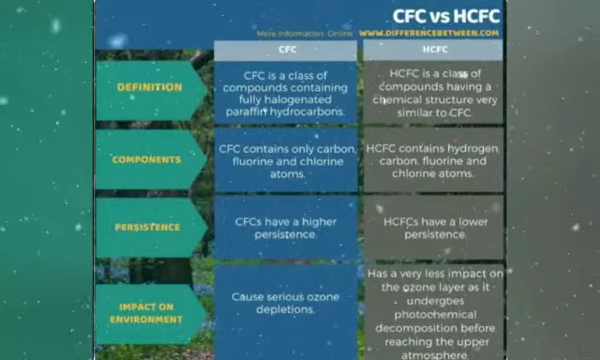 CFC vs HCFC
More Information Online WWW.DIFFERENCEBETWEEN.COM
CFC
HCFC
DEFINITION
CFC is a class of
compounds containing
fully halogenated
paraffin hydrocarbons.
HCFC is a class of
compounds having a
chemical structure very
similar to CFC.
COMPONENTS
CFC contains only carbon,
fluorine and chlorine
atoms.
HCFC contains hydrogen,
carbon, fluorine and
chlorine atoms.
PERSISTENCE
CFCs have a higher
persistence.
HCFCs have a lower
persistence.
IMPACT ON
ENVIRONMENT
Cause serious ozone
depletions.
Has a very less impact on
the ozone layer as it
undergoes
photochemical
decomposition before
reaching the upper
atmosphere.